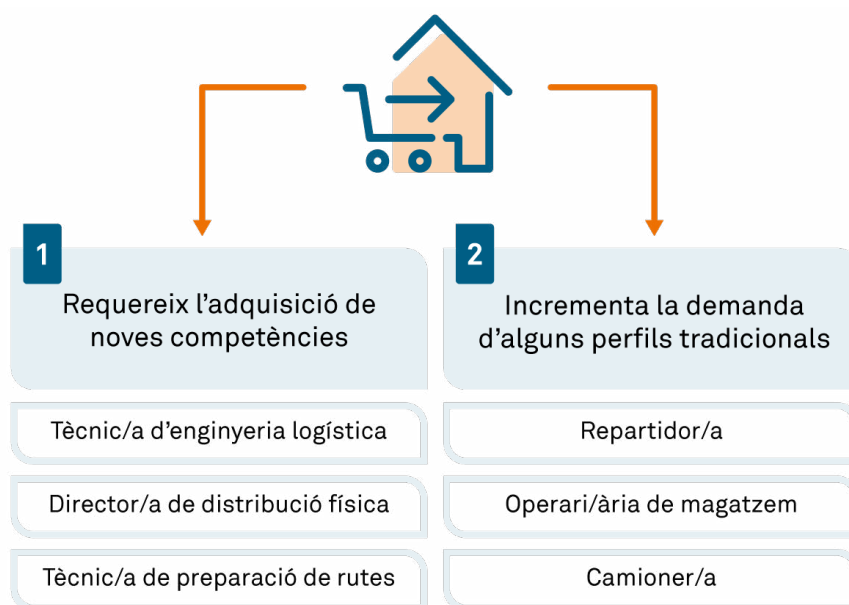 1
Requereix l’adquisició de
noves competències
Tècnic/a d’enginyeria logística
Director/a de distribució física
Tècnic/a de preparació de rutes
2
Incrementa la demanda
d’alguns perfils tradicionals
Repartidor/a
Operari/ària de magatzem
Camioner/a